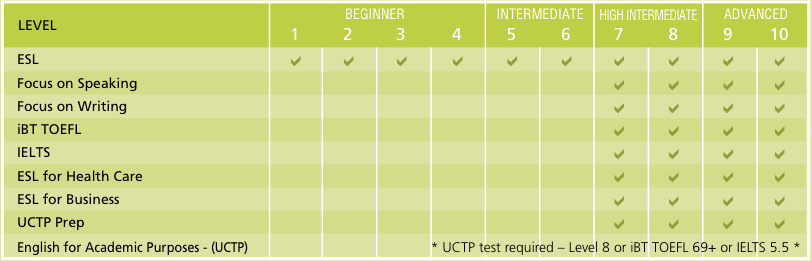 LEVEL BEGINNER INTERMEDIATE HIGH INTERMEDIATE ADVANCED
1 2 3 4 5 6 7 8 9 10
ESL ✓ ✓ ✓ ✓ ✓ ✓ ✓ ✓ ✓ ✓
Focus on Speaking ✓ ✓ ✓ ✓
Focus on Writing ✓ ✓ ✓ ✓
iBT TOEFL ✓ ✓ ✓ ✓
IELTS ✓ ✓ ✓ ✓
ESL for Health Care ✓ ✓ ✓ ✓
ESL for Business ✓ ✓ ✓ ✓
UCTP Prep ✓ ✓ ✓ ✓
English for Academic Purposes - (UCTP) * UCTP test required – Level 8 or iBT TOEFL 69+ or IELTS 5.5 *